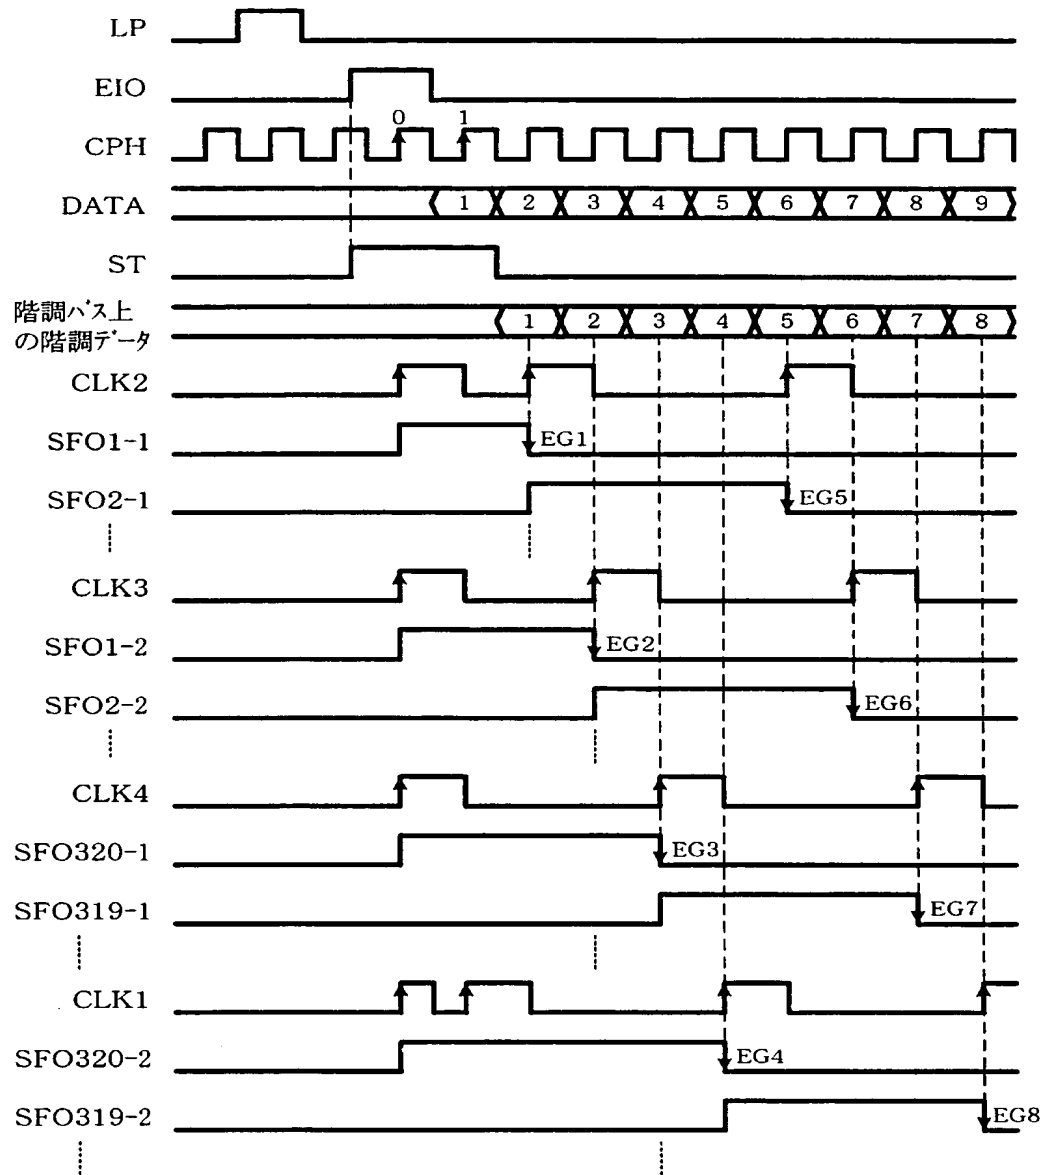 LP
EIO
0 1
CPH
DATA 1 2 3 4 5 6 7 8 9
ST
階調バス上
の階調データ 1 2 3 4 5 6 7 8
CLK2
SFO1-1 EG1
SFO2-1 EG5
CLK3
SFO1-2 EG2
SFO2-2 EG6
CLK4
SFO320-1 EG3
SFO319-1 EG7
CLK1
SFO320-2 EG4
SFO319-2 EG8